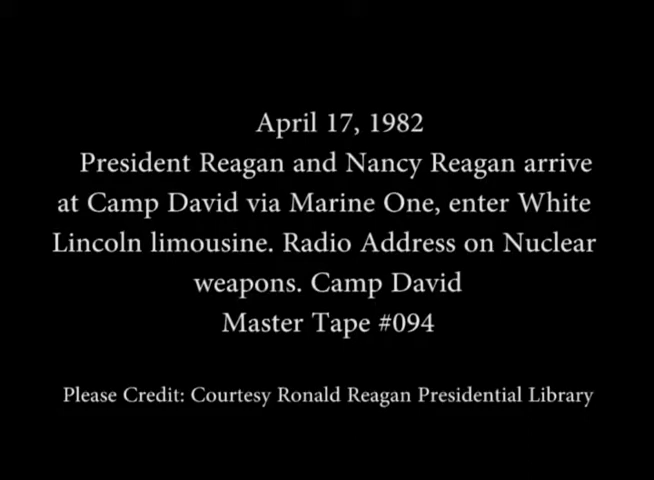 April 17, 1982
President Reagan and Nancy Reagan arrive
at Camp David via Marine One, enter White
Lincoln limousine. Radio Address on Nuclear
weapons. Camp David
Master Tape #094
Please Credit: Courtesy Ronald Reagan Presidential Library